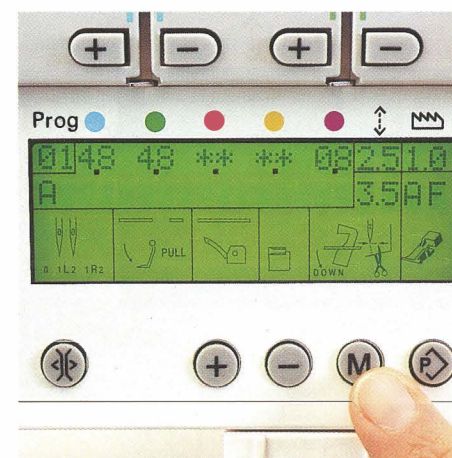 + − + −
Prog
01 48 48 ** ** 08 2.5 1.0
A 3.5 AF
PULL
0 1L2 1R2
DOWN
+ − M P